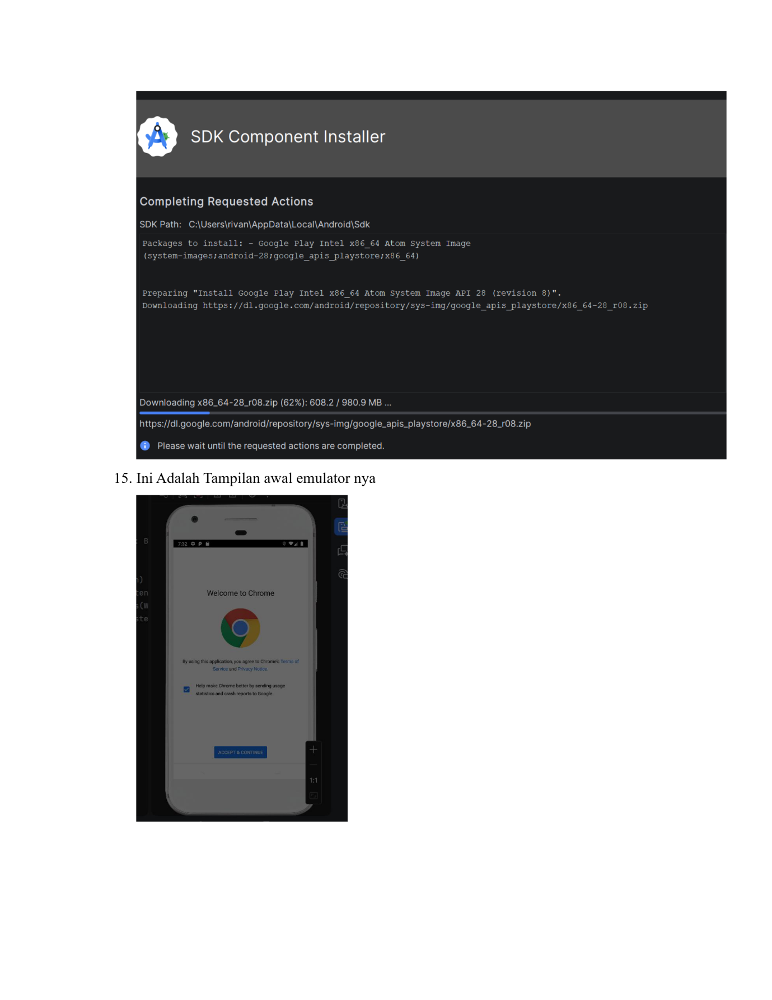 SDK Component Installer
Completing Requested Actions
SDK Path: C:\Users\rivan\AppData\Local\Android\Sdk
Packages to install: - Google Play Intel x86_64 Atom System Image
(system-images;android-28;google_apis_playstore;x86_64)
Preparing "Install Google Play Intel x86_64 Atom System Image API 28 (revision 8)".
Downloading https://dl.google.com/android/repository/sys-img/google_apis_playstore/x86_64-28_r08.zip
Downloading x86_64-28_r08.zip (62%): 608.2 / 980.9 MB ...
https://dl.google.com/android/repository/sys-img/google_apis_playstore/x86_64-28_r08.zip
Please wait until the requested actions are completed.
15. Ini Adalah Tampilan awal emulator nya
: B
n)
ten
s(W
ste
7:32
Welcome to Chrome
By using this application, you agree to Chrome's Terms of
Service and Privacy Notice.
Help make Chrome better by sending usage
statistics and crash reports to Google.
ACCEPT & CONTINUE
1:1